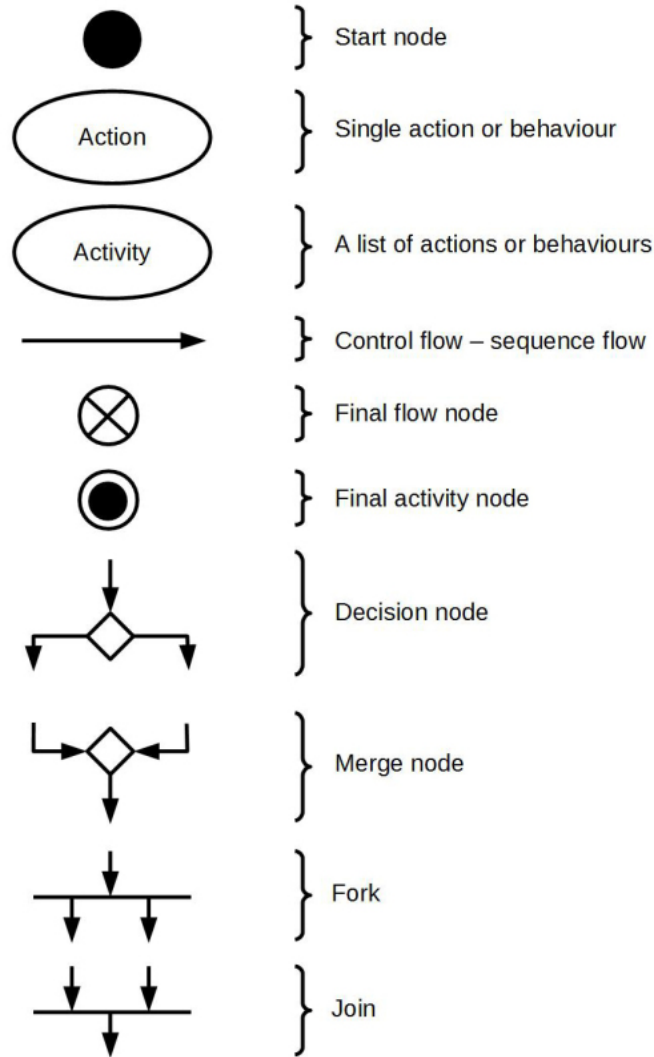 Start node
Action
Single action or behaviour
Activity
A list of actions or behaviours
Control flow – sequence flow
Final flow node
Final activity node
Decision node
Merge node
Fork
Join